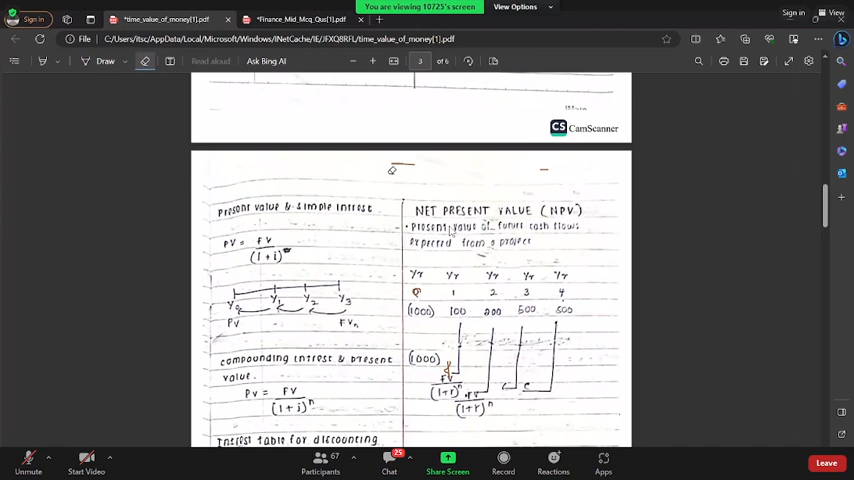 You are viewing 10725's screen
View Options
Sign in
*time_value_of_money[1].pdf
*Finance_Mid_Mcq_Qus[1].pdf
Sign in
View
File
C:/Users/itsc/AppData/Local/Microsoft/Windows/INetCache/IE/JFXQ8RFL/time_value_of_money[1].pdf
Draw
Read aloud
Ask Bing AI
3
of 6
CS CamScanner
Present value & simple intrest
PV = FV
(1+i)
Y0 Y1 Y2 Y3
PV FVn
compounding intrest & present
value.
PV = FV
(1+i)^n
Interest table for discounting
NET PRESENT VALUE (NPV)
• Present value of future cash flows
expected from a project
Yr Yr Yr Yr Yr
0 1 2 3 4
(1000) 100 200 500 500
(1000)
FV
(1+r)^n
FV
(1+r)^n
Unmute
Start Video
67
Participants
25
Chat
Share Screen
Record
Reactions
Apps
Leave